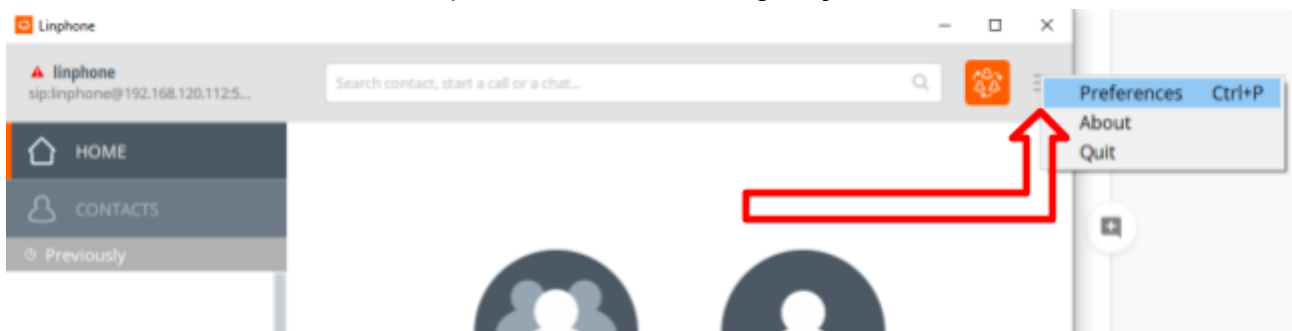 Linphone
linphone
sip:linphone@192.168.120.112:5...
Search contact, start a call or a chat...
Preferences Ctrl+P
About
Quit
HOME
CONTACTS
Previously